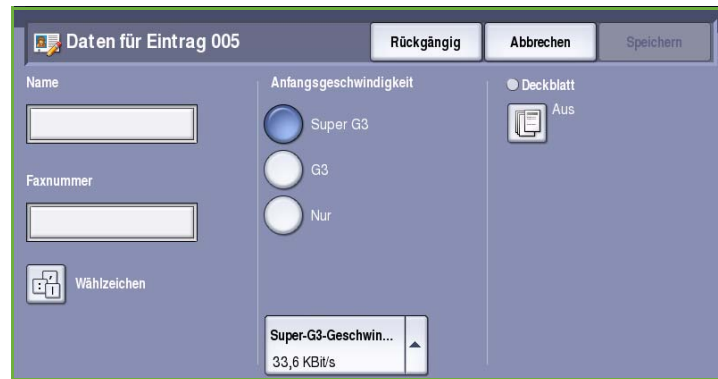 Daten für Eintrag 005
Rückgängig
Abbrechen
Speichern
Name
Faxnummer
Wählzeichen
Anfangsgeschwindigkeit
Super G3
G3
Nur
Super-G3-Geschwin...
33,6 KBit/s
Deckblatt
Aus